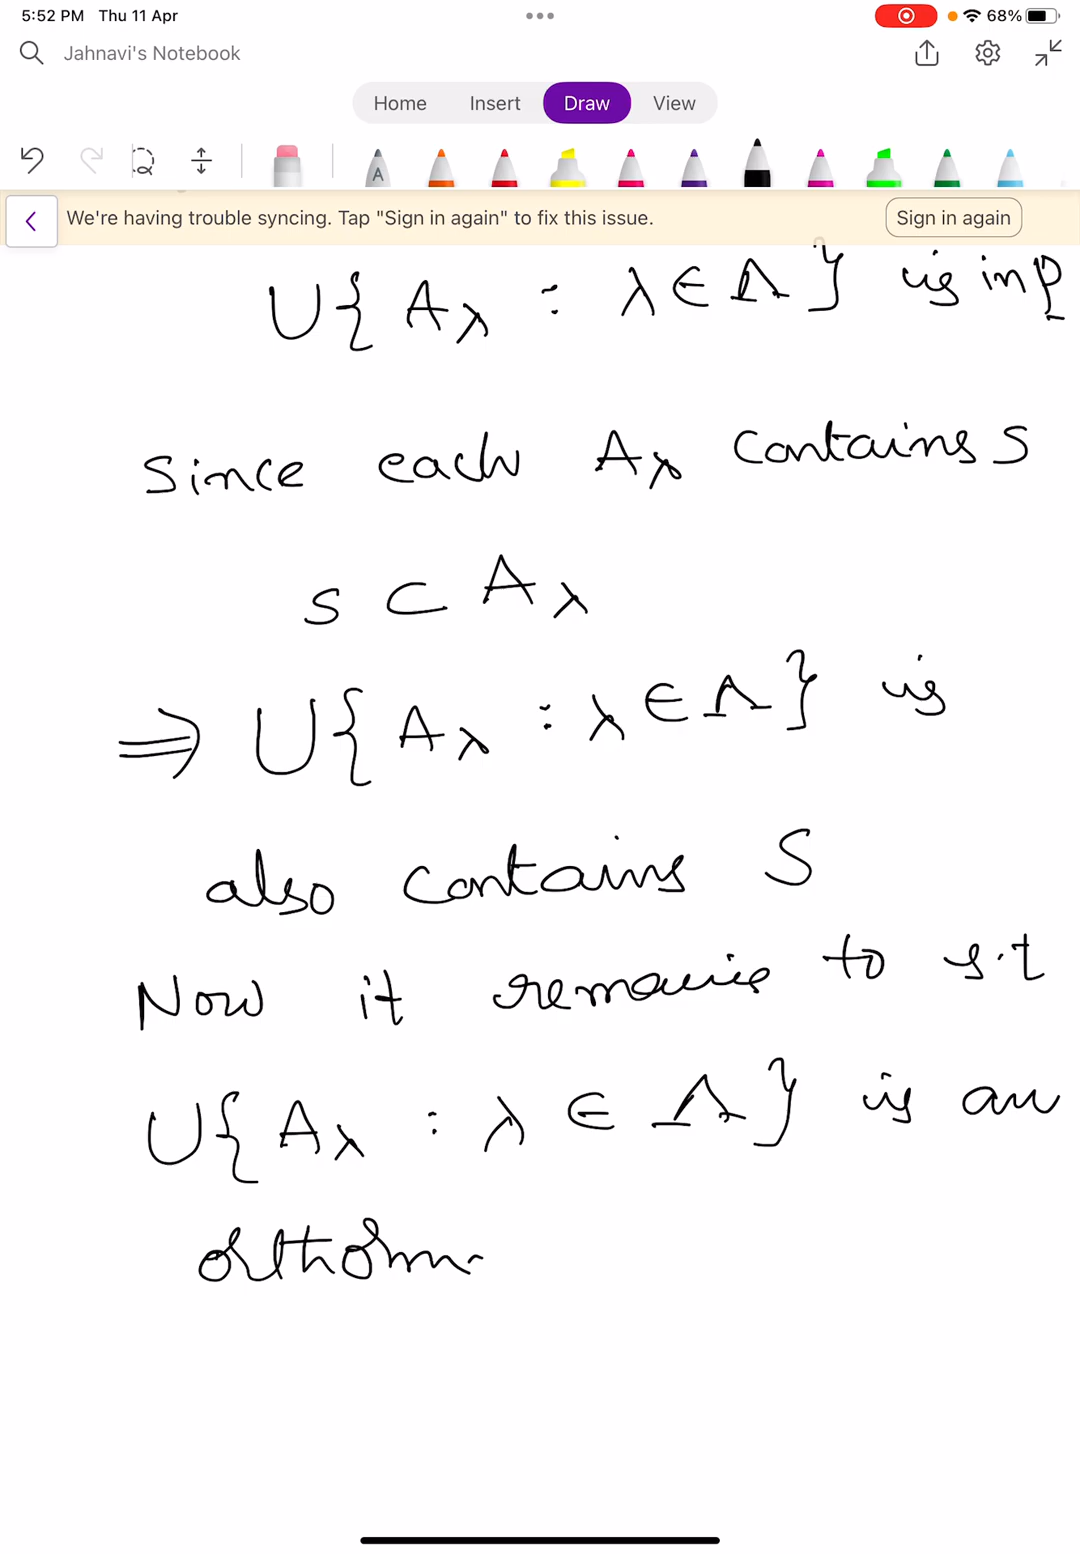 5:52 PM Thu 11 Apr
68%
Jahnavi's Notebook
Home Insert Draw View
A
We're having trouble syncing. Tap "Sign in again" to fix this issue.
Sign in again
∪{ Aλ : λ ∈ Λ } is in P
Since each Aλ contains S
S ⊂ Aλ
⟹ ∪{ Aλ : λ ∈ Λ } is
also contains S
Now it remains to s.t
∪{ Aλ : λ ∈ Λ } is an
orthorm